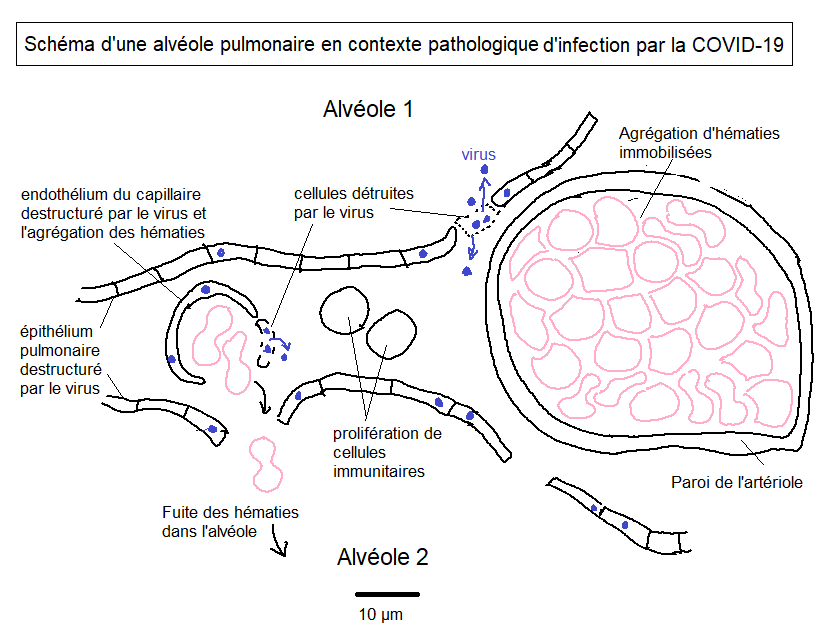 Schéma d'une alvéole pulmonaire en contexte pathologique d'infection par la COVID-19
Alvéole 1
Agrégation d'hématies
immobilisées
virus
endothélium du capillaire
destructuré par le virus et
l'agrégation des hématies
cellules détruites
par le virus
épithélium
pulmonaire
destructuré
par le virus
prolifération de
cellules
immunitaires
Paroi de l'artériole
Fuite des hématies
dans l'alvéole
Alvéole 2
10 µm